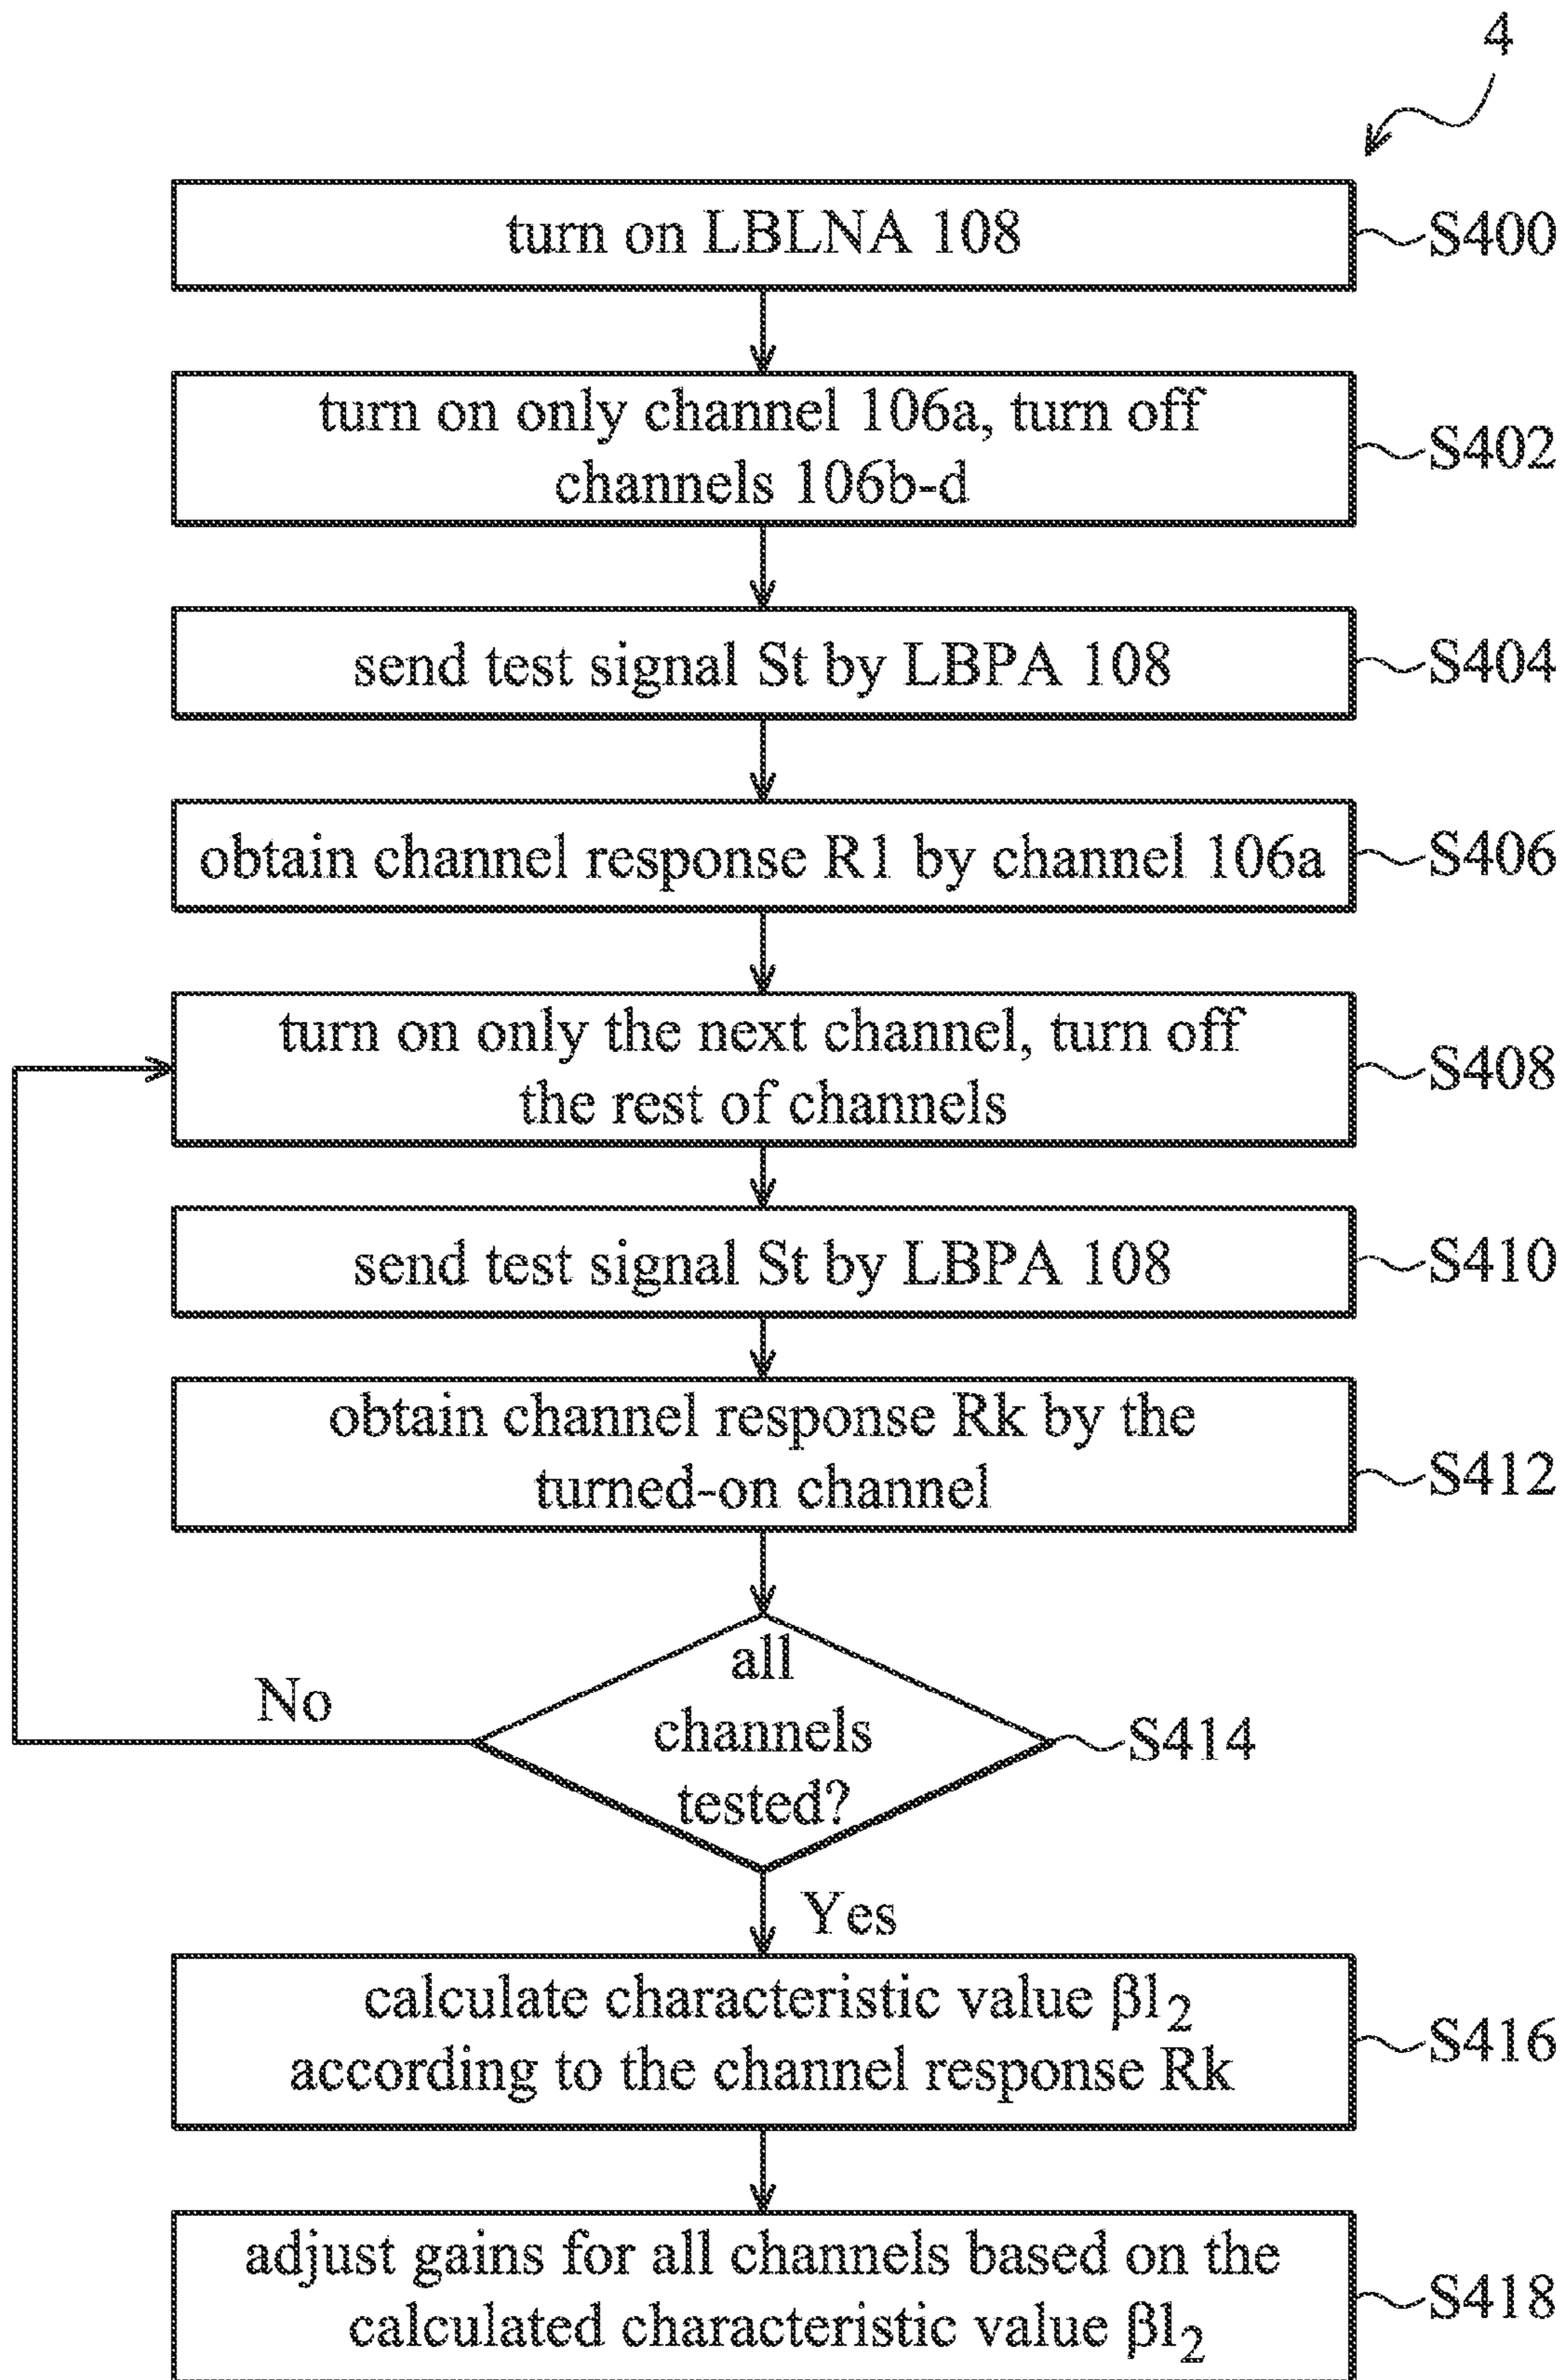 4
turn on LBLNA 108
S400
turn on only channel 106a, turn off
channels 106b-d
S402
send test signal St by LBPA 108
S404
obtain channel response R1 by channel 106a
S406
turn on only the next channel, turn off
the rest of channels
S408
send test signal St by LBPA 108
S410
obtain channel response Rk by the
turned-on channel
S412
all
channels
tested?
S414
No
Yes
calculate characteristic value βl₂
according to the channel response Rk
S416
adjust gains for all channels based on the
calculated characteristic value βl₂
S418